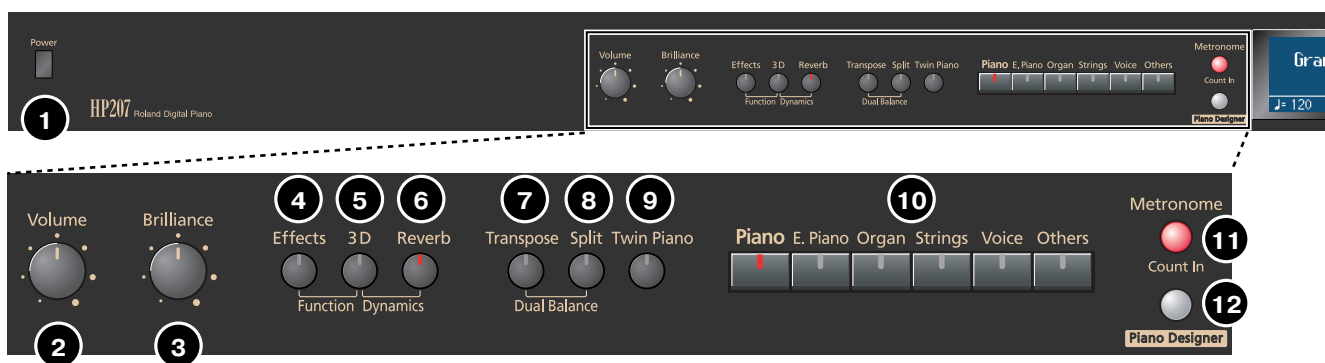 Power
1
HP207 Roland Digital Piano
Volume Brilliance
Effects 3D Reverb
Function Dynamics
Transpose Split Twin Piano
Dual Balance
Piano E. Piano Organ Strings Voice Others
Metronome
Count In
Piano Designer
♩= 120
4 5 6 7 8 9 10
Volume Brilliance
Effects 3D Reverb
Function Dynamics
Transpose Split Twin Piano
Dual Balance
Piano E. Piano Organ Strings Voice Others
Metronome
11
Count In
12
Piano Designer
2 3